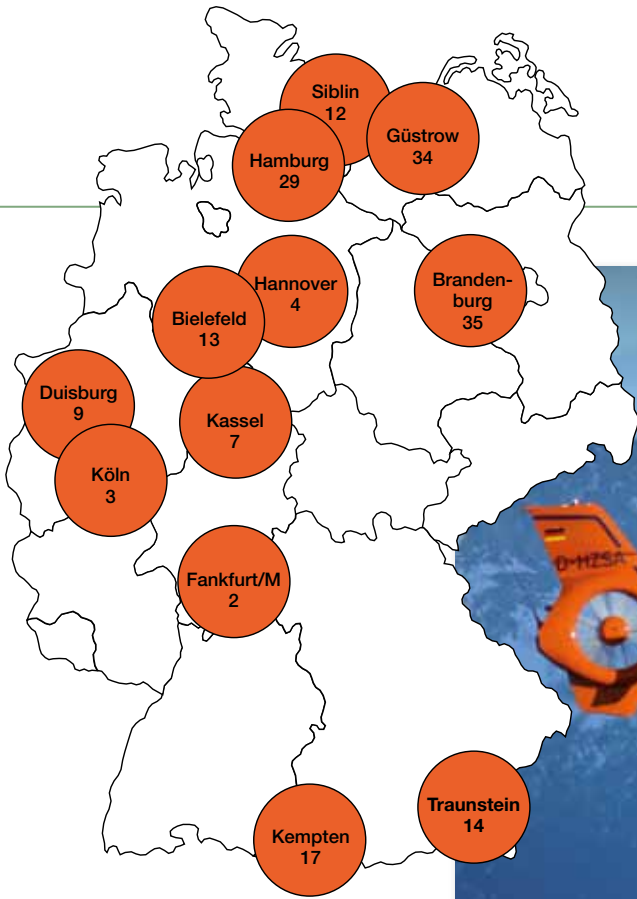 Siblin
12
Güstrow
34
Hamburg
29
Hannover
4
Branden-
burg
35
Bielefeld
13
Duisburg
9
Kassel
7
Köln
3
D-HZSA
Fankfurt/M
2
Traunstein
14
Kempten
17